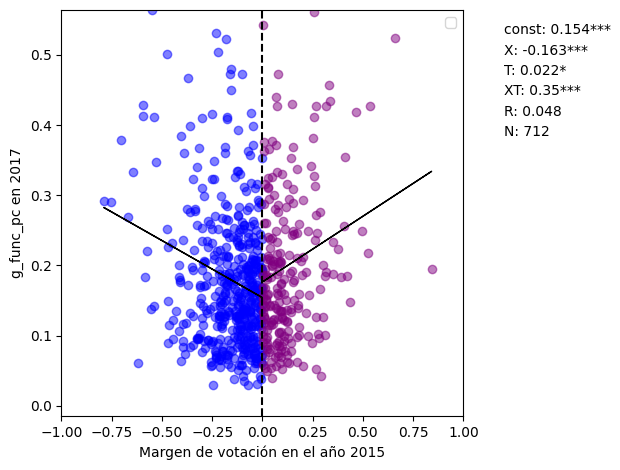 const: 0.154***
X: -0.163***
T: 0.022*
XT: 0.35***
R: 0.048
N: 712
g_func_pc en 2017
0.5
0.4
0.3
0.2
0.1
0.0
−1.00 −0.75 −0.50 −0.25 0.00 0.25 0.50 0.75 1.00
Margen de votación en el año 2015